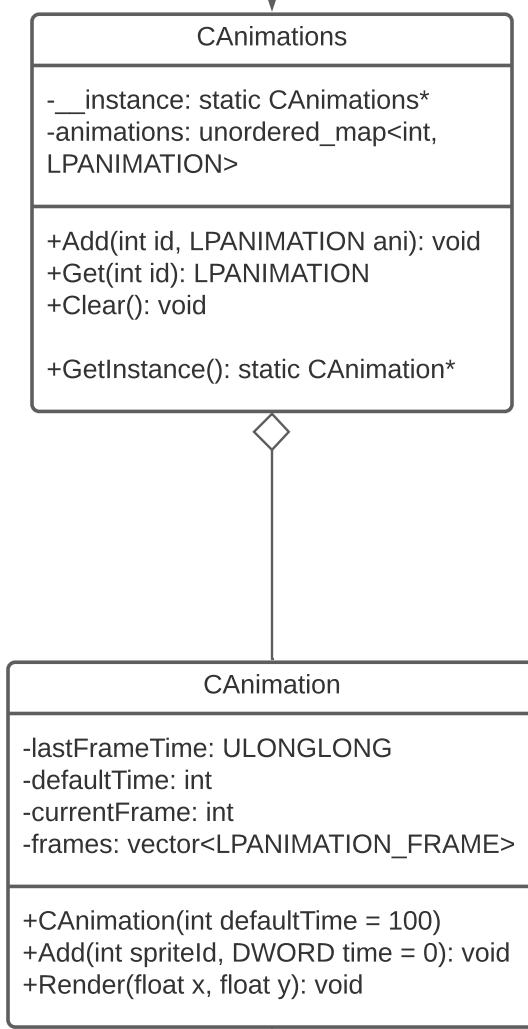 CAnimations
-__instance: static CAnimations*
-animations: unordered_map<int,
LPANIMATION>
+Add(int id, LPANIMATION ani): void
+Get(int id): LPANIMATION
+Clear(): void
+GetInstance(): static CAnimation*
CAnimation
-lastFrameTime: ULONGLONG
-defaultTime: int
-currentFrame: int
-frames: vector<LPANIMATION_FRAME>
+CAnimation(int defaultTime = 100)
+Add(int spriteId, DWORD time = 0): void
+Render(float x, float y): void